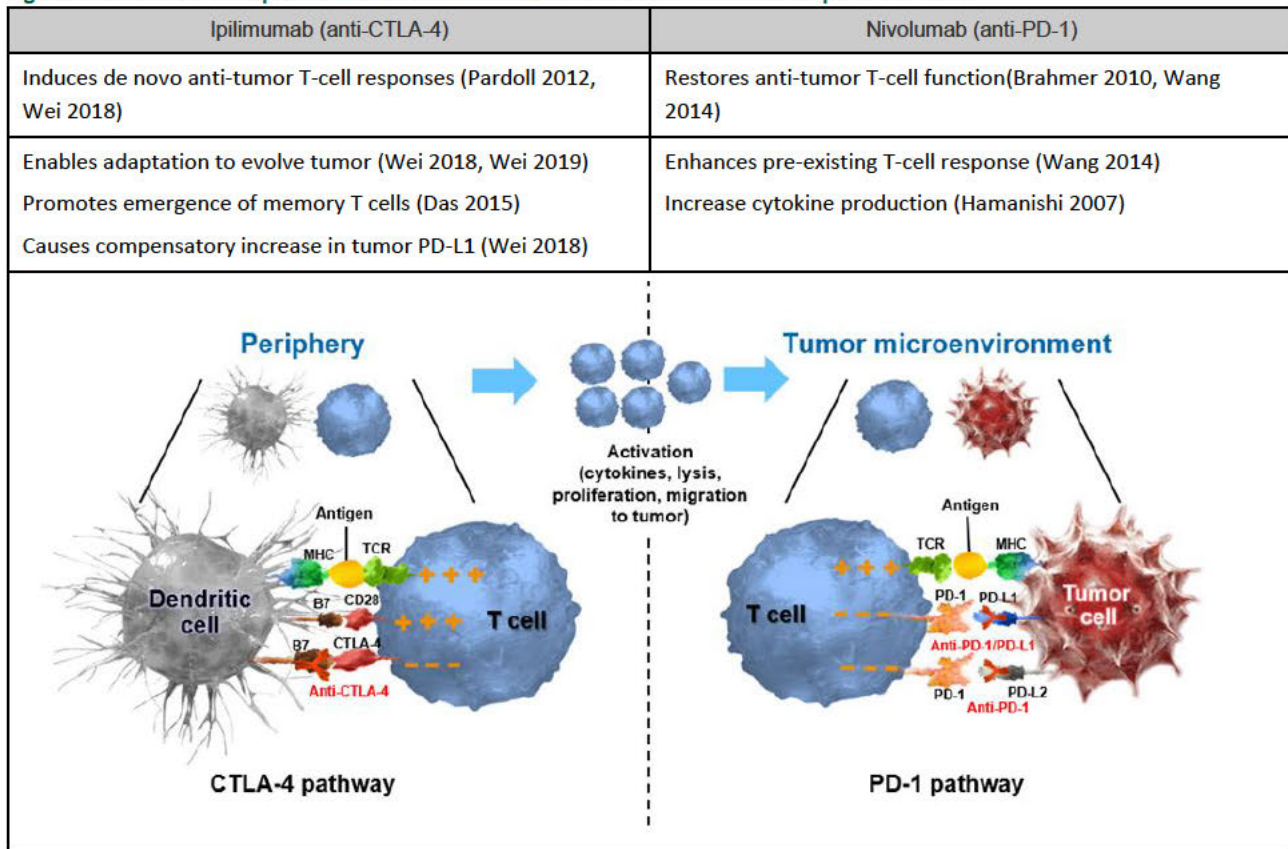 Ipilimumab (anti-CTLA-4)
Nivolumab (anti-PD-1)
Induces de novo anti-tumor T-cell responses (Pardoll 2012,
Wei 2018)
Restores anti-tumor T-cell function(Brahmer 2010, Wang
2014)
Enables adaptation to evolve tumor (Wei 2018, Wei 2019)
Promotes emergence of memory T cells (Das 2015)
Causes compensatory increase in tumor PD-L1 (Wei 2018)
Enhances pre-existing T-cell response (Wang 2014)
Increase cytokine production (Hamanishi 2007)
Periphery
Tumor microenvironment
Activation
(cytokines, lysis,
proliferation, migration
to tumor)
Antigen
MHC
TCR
B7
CD28
B7
CTLA-4
Anti-CTLA-4
Dendritic
cell
+ + +
+ + +
– – –
T cell
CTLA-4 pathway
Antigen
TCR
MHC
+ + +
PD-1
PD-L1
– – –
Anti-PD-1/PD-L1
– – –
PD-1
PD-L2
Anti-PD-1
T cell
Tumor
cell
PD-1 pathway